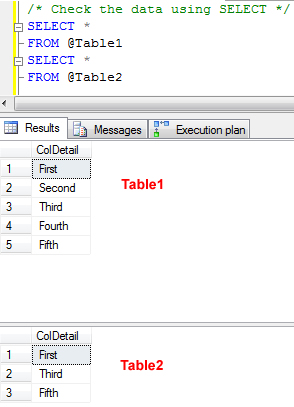 /* Check the data using SELECT */
SELECT *
FROM @Table1
SELECT *
FROM @Table2
Results Messages Execution plan
ColDetail
1 First
2 Second
3 Third
4 Fourth
5 Fifth
Table1
ColDetail
1 First
2 Third
3 Fifth
Table2